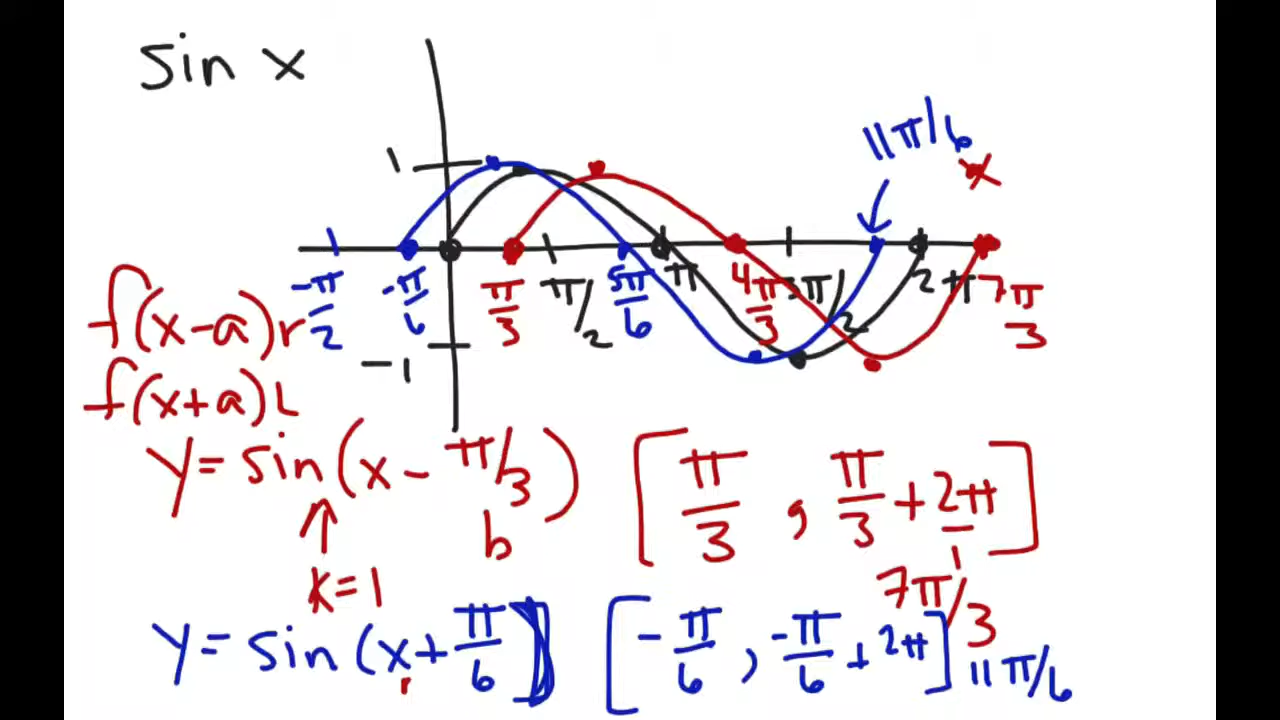 sin x
11π/6
1
-π/2 -π/6 π/3 π/2 5π/6 π 4π/3 3π/2 2π 7π/3
-1
f(x-a) r
f(x+a) L
y = sin(x - π/3) [π/3, π/3 + 2π/1]
b
k=1
7π/3
y = sin(x + π/6) [-π/6, -π/6 + 2π] 11π/6